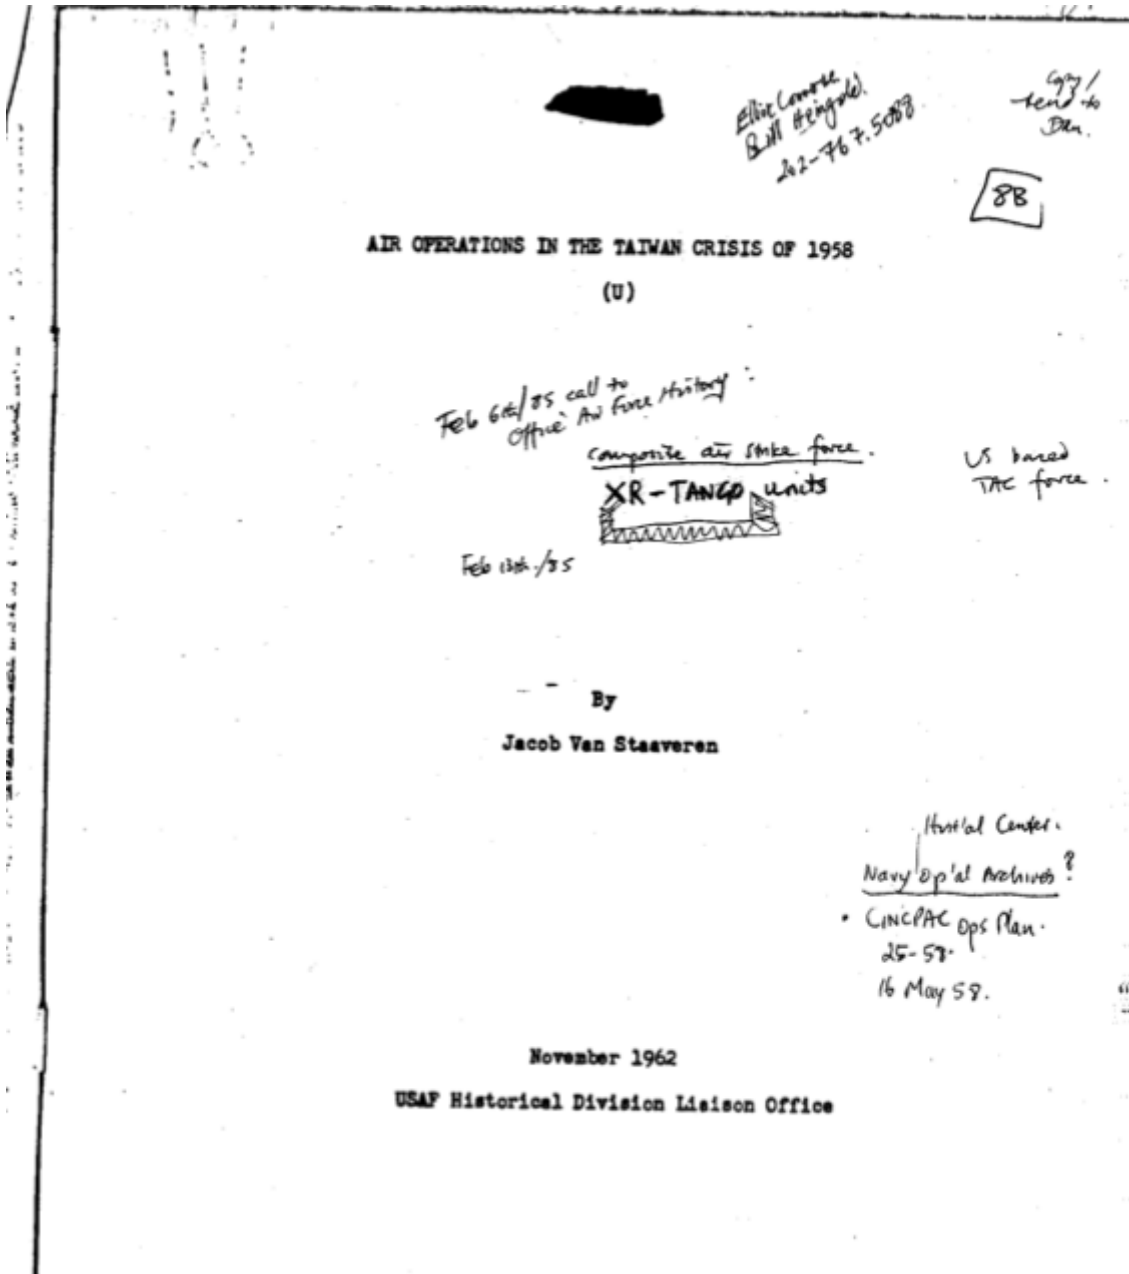 Bill Heingold.
202-767.5088
Copy /
send to
Dan.
8B
AIR OPERATIONS IN THE TAIWAN CRISIS OF 1958
(U)
Feb 6th/85 call to
Office Air Force History :
composite air strike force.
XR-TANGO units
US based
TAC force.
Feb 13th./85
By
Jacob Van Staaveren
Hist'al Center.
Navy Op'al Archives ?
• CINCPAC Ops Plan.
25-58.
16 May 58.
November 1962
USAF Historical Division Liaison Office